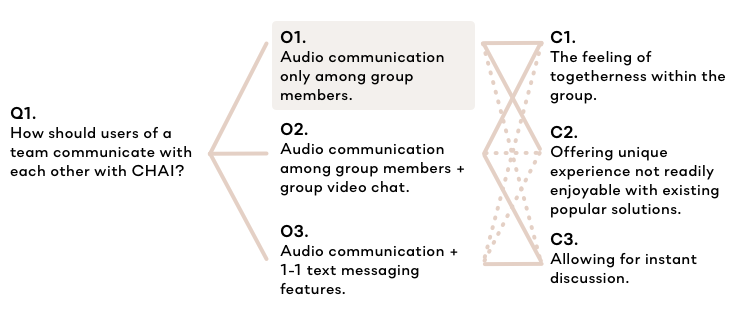 Q1.
How should users of a
team communicate with
each other with CHAI?
O1.
Audio communication
only among group
members.
O2.
Audio communication
among group members +
group video chat.
O3.
Audio communication +
1-1 text messaging
features.
C1.
The feeling of
togetherness within the
group.
C2.
Offering unique
experience not readily
enjoyable with existing
popular solutions.
C3.
Allowing for instant
discussion.